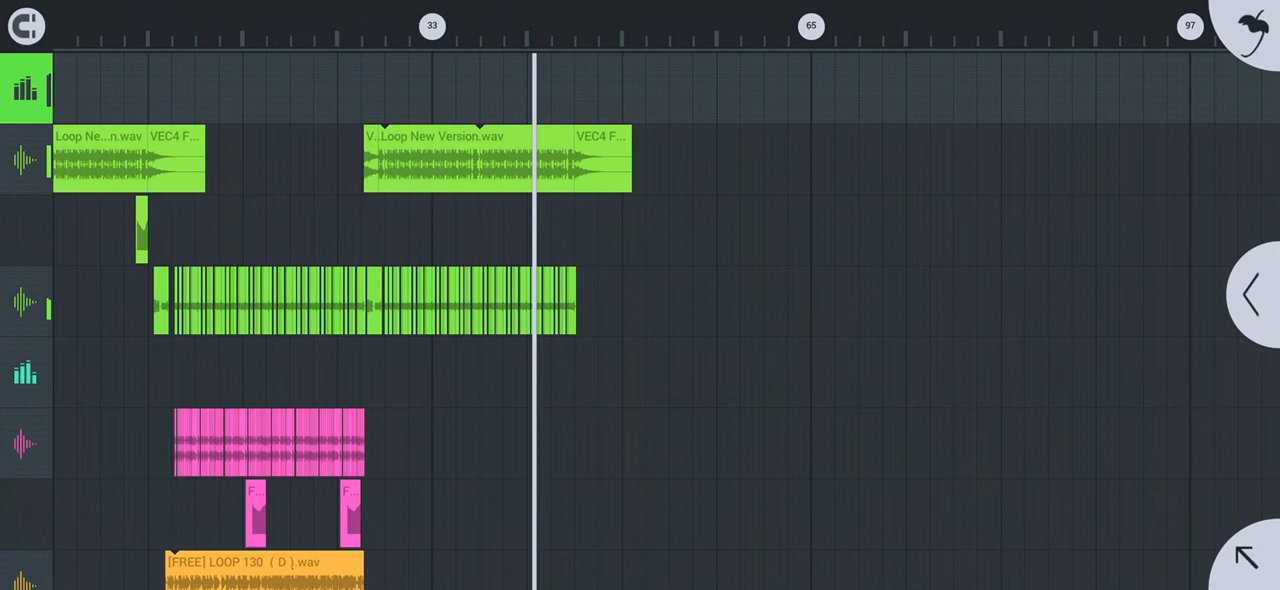 33
65
97
Loop Ne...n.wav
VEC4 F...
V..
Loop New Version.wav
VEC4 F...
F...
F...
[FREE] LOOP 130 ( D ).wav